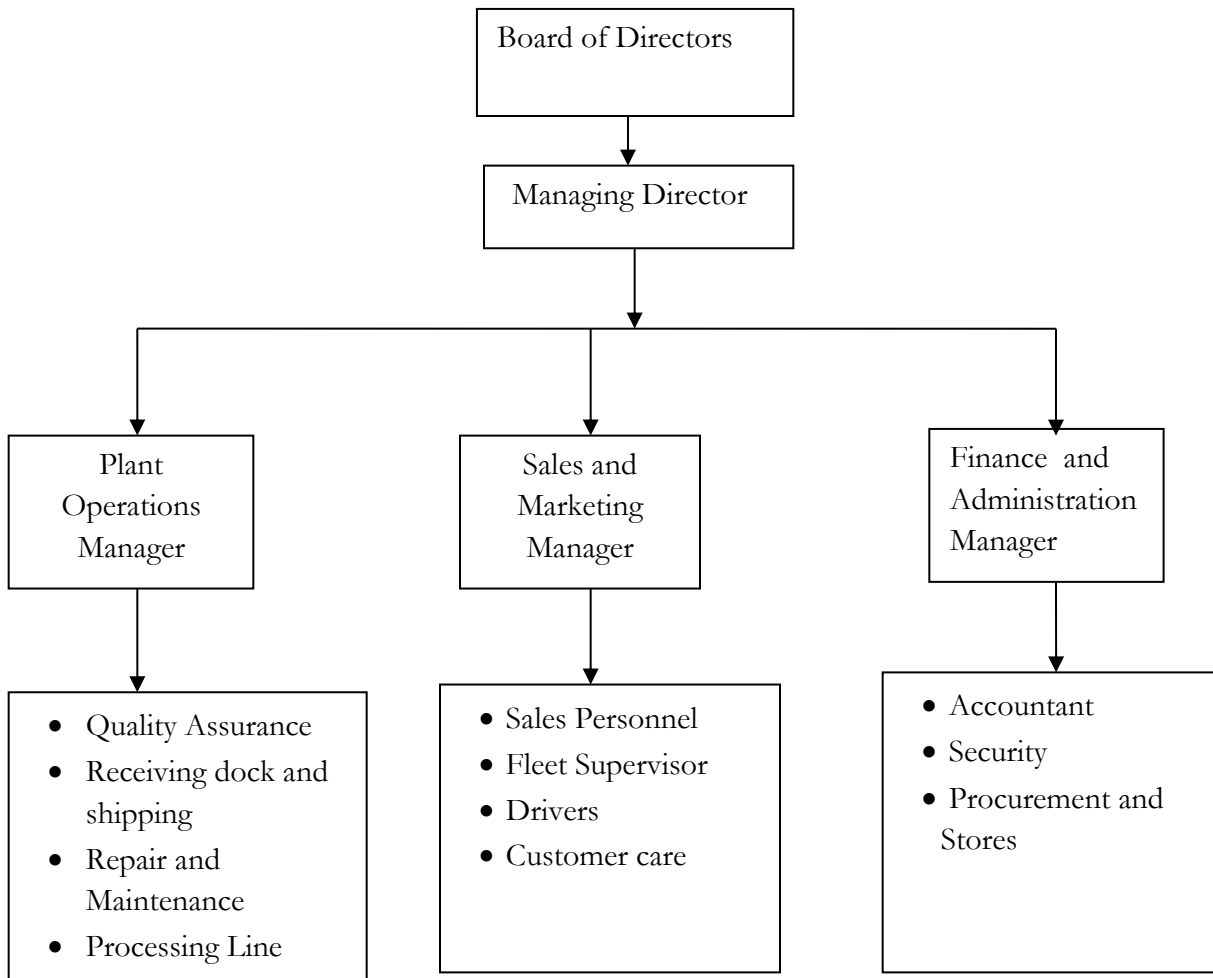 Board of Directors
Managing Director
Plant
Operations
Manager
Sales and
Marketing
Manager
Finance and
Administration
Manager
• Quality Assurance
• Receiving dock and
shipping
• Repair and
Maintenance
• Processing Line
• Sales Personnel
• Fleet Supervisor
• Drivers
• Customer care
• Accountant
• Security
• Procurement and
Stores